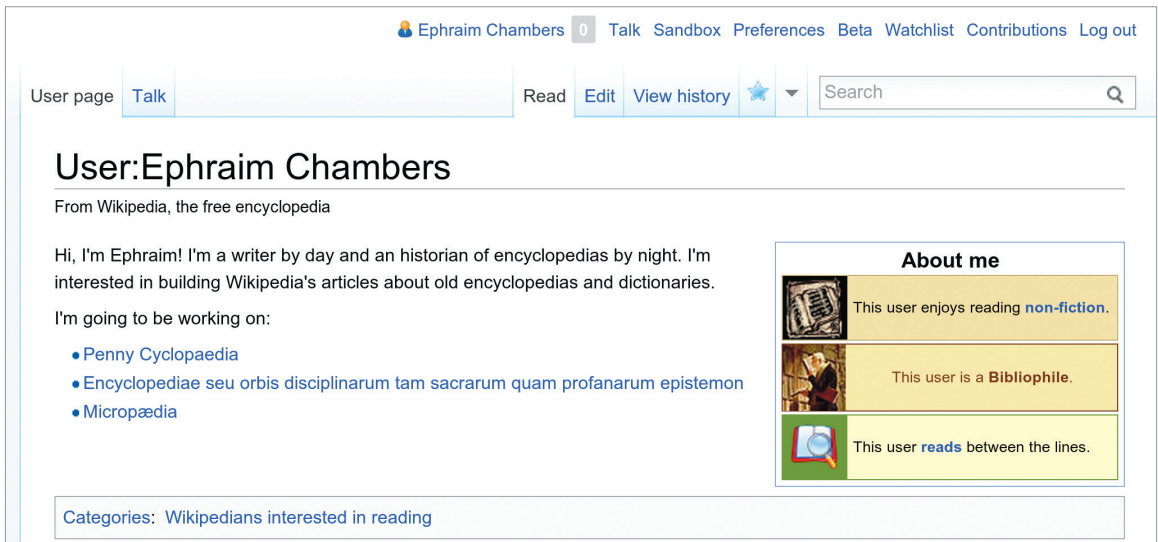 Ephraim Chambers 0 Talk Sandbox Preferences Beta Watchlist Contributions Log out
User page Talk Read Edit View history Search
User:Ephraim Chambers
From Wikipedia, the free encyclopedia
Hi, I'm Ephraim! I'm a writer by day and an historian of encyclopedias by night. I'm
interested in building Wikipedia's articles about old encyclopedias and dictionaries.
I'm going to be working on:
Penny Cyclopaedia
Encyclopediae seu orbis disciplinarum tam sacrarum quam profanarum epistemon
Micropædia
About me
This user enjoys reading non-fiction.
This user is a Bibliophile.
This user reads between the lines.
Categories: Wikipedians interested in reading